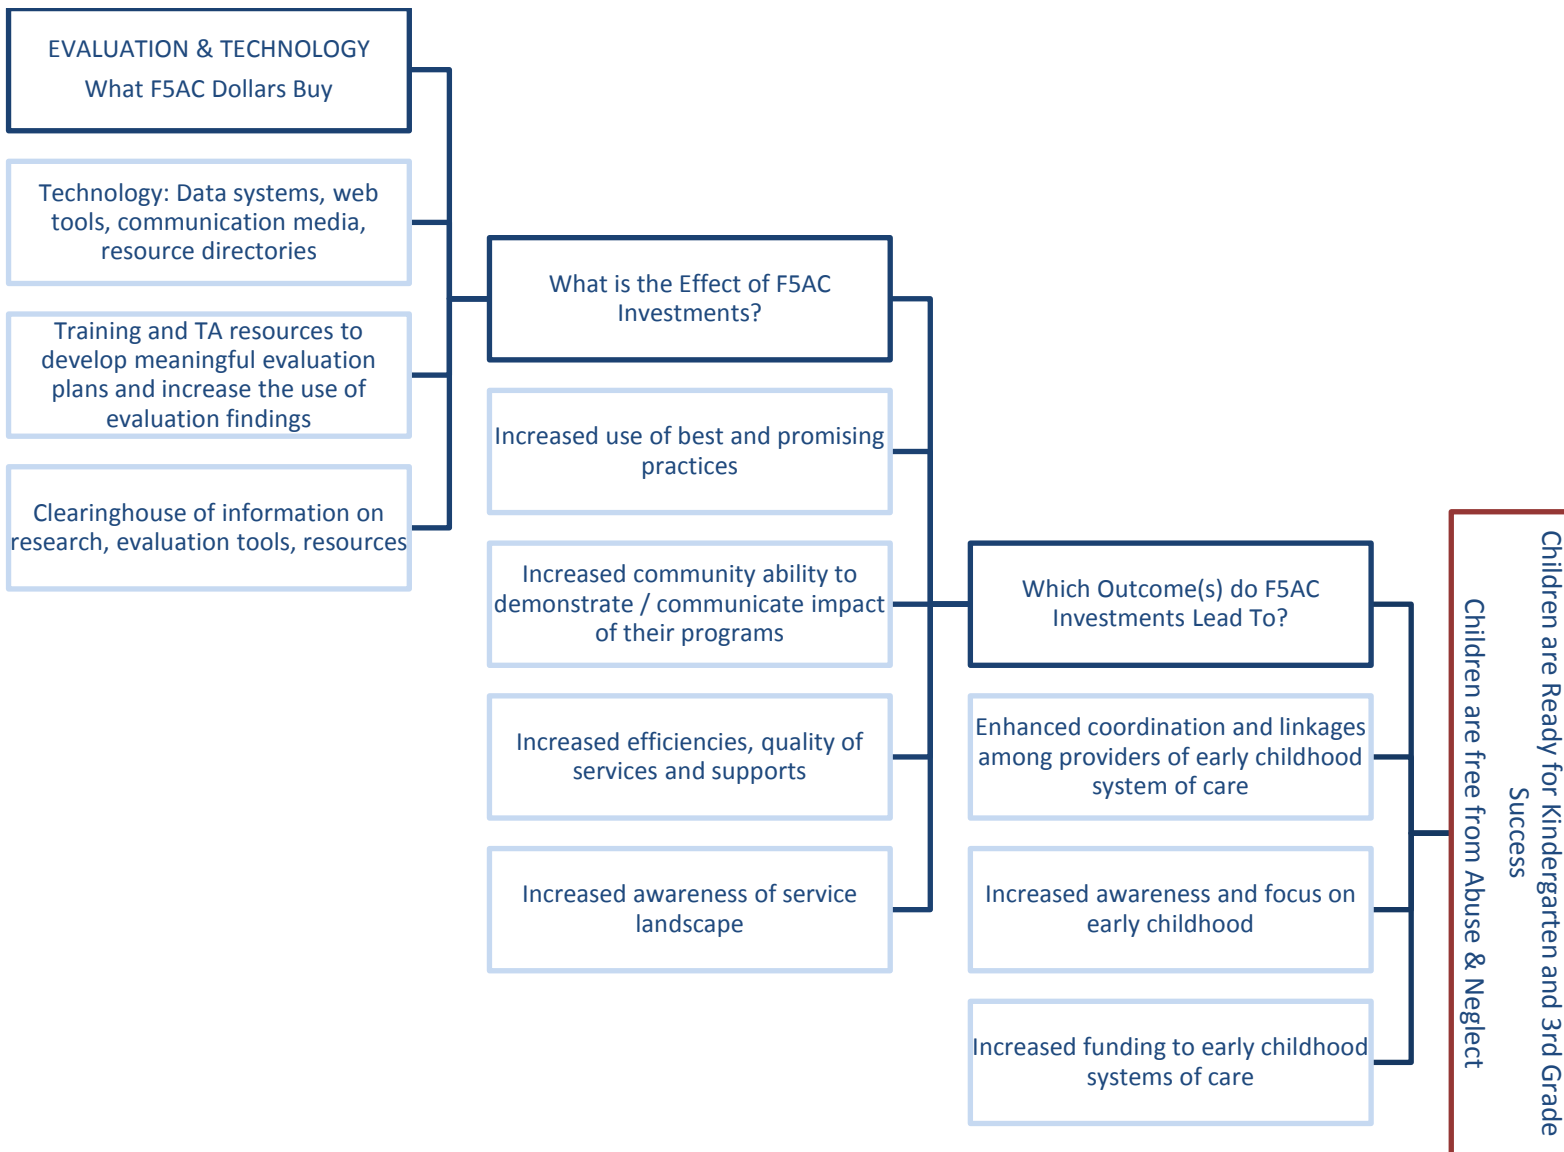 EVALUATION & TECHNOLOGY
What F5AC Dollars Buy
Technology: Data systems, web
tools, communication media,
resource directories
Training and TA resources to
develop meaningful evaluation
plans and increase the use of
evaluation findings
Clearinghouse of information on
research, evaluation tools, resources
What is the Effect of F5AC
Investments?
Increased use of best and promising
practices
Increased community ability to
demonstrate / communicate impact
of their programs
Increased efficiencies, quality of
services and supports
Increased awareness of service
landscape
Which Outcome(s) do F5AC
Investments Lead To?
Enhanced coordination and linkages
among providers of early childhood
system of care
Increased awareness and focus on
early childhood
Increased funding to early childhood
systems of care
Children are Ready for Kindergarten and 3rd Grade
Success
Children are free from Abuse & Neglect